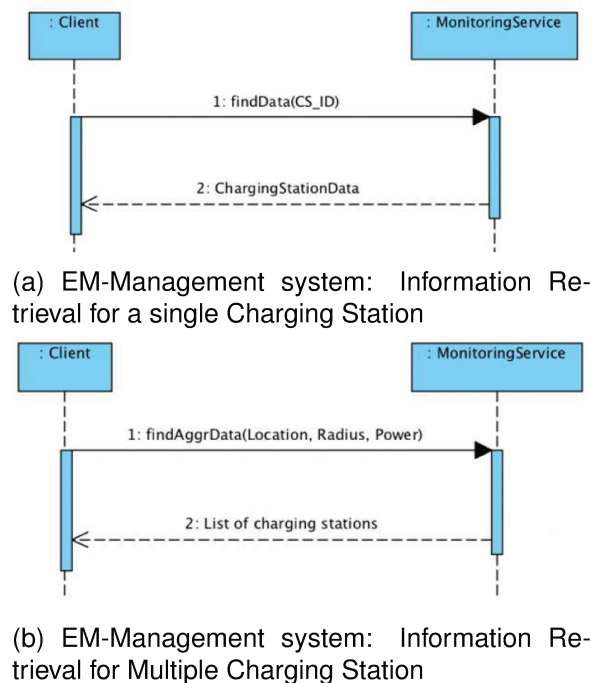 : Client
: MonitoringService
1: findData(CS_ID)
2: ChargingStationData
(a) EM-Management system: Information Re-
trieval for a single Charging Station
: Client
: MonitoringService
1: findAggrData(Location, Radius, Power)
2: List of charging stations
(b) EM-Management system: Information Re-
trieval for Multiple Charging Station